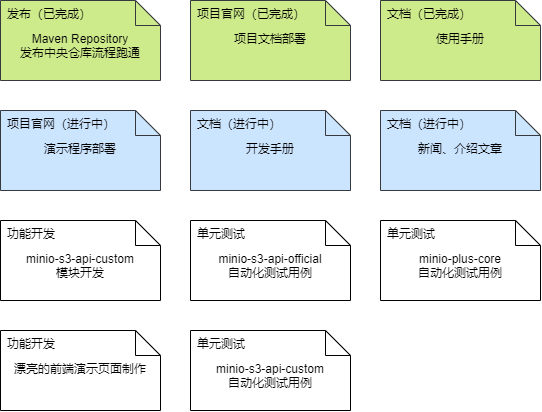 发布（已完成）
Maven Repository
发布中央仓库流程跑通
项目官网（已完成）
项目文档部署
文档（已完成）
使用手册
项目官网（进行中）
演示程序部署
文档（进行中）
开发手册
文档（进行中）
新闻、介绍文章
功能开发
minio-s3-api-custom
模块开发
单元测试
minio-s3-api-official
自动化测试用例
单元测试
minio-plus-core
自动化测试用例
功能开发
漂亮的前端演示页面制作
单元测试
minio-s3-api-custom
自动化测试用例